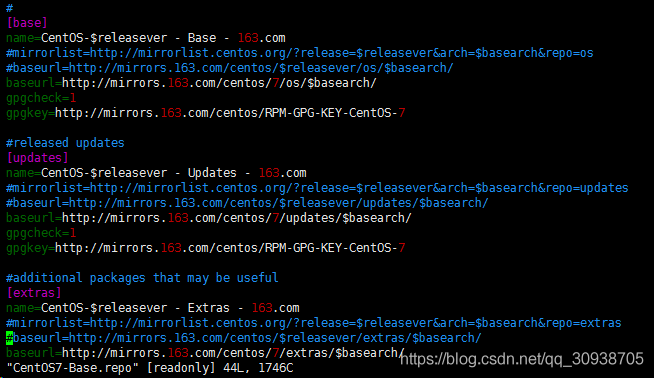 #
[base]
name=CentOS-$releasever - Base - 163.com
#mirrorlist=http://mirrorlist.centos.org/?release=$releasever&arch=$basearch&repo=os
#baseurl=http://mirrors.163.com/centos/$releasever/os/$basearch/
baseurl=http://mirrors.163.com/centos/7/os/$basearch/
gpgcheck=1
gpgkey=http://mirrors.163.com/centos/RPM-GPG-KEY-CentOS-7
#released updates
[updates]
name=CentOS-$releasever - Updates - 163.com
#mirrorlist=http://mirrorlist.centos.org/?release=$releasever&arch=$basearch&repo=updates
#baseurl=http://mirrors.163.com/centos/$releasever/updates/$basearch/
baseurl=http://mirrors.163.com/centos/7/updates/$basearch/
gpgcheck=1
gpgkey=http://mirrors.163.com/centos/RPM-GPG-KEY-CentOS-7
#additional packages that may be useful
[extras]
name=CentOS-$releasever - Extras - 163.com
#mirrorlist=http://mirrorlist.centos.org/?release=$releasever&arch=$basearch&repo=extras
#baseurl=http://mirrors.163.com/centos/$releasever/extras/$basearch/
baseurl=http://mirrors.163.com/centos/7/extras/$basearch/
"CentOS7-Base.repo" [readonly] 44L, 1746C
https://blog.csdn.net/qq_30938705